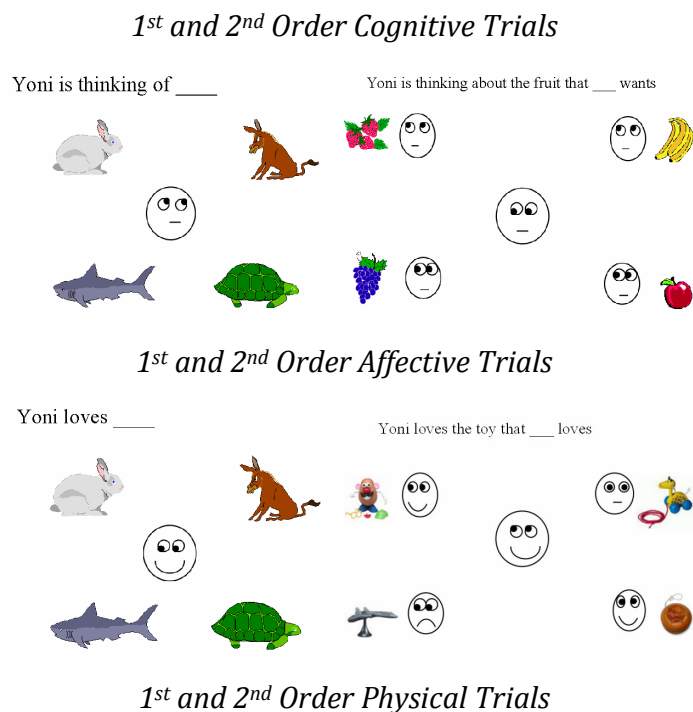 1st and 2nd Order Cognitive Trials
Yoni is thinking of ____
Yoni is thinking about the fruit that ___ wants
1st and 2nd Order Affective Trials
Yoni loves ____
Yoni loves the toy that ___ loves
1st and 2nd Order Physical Trials